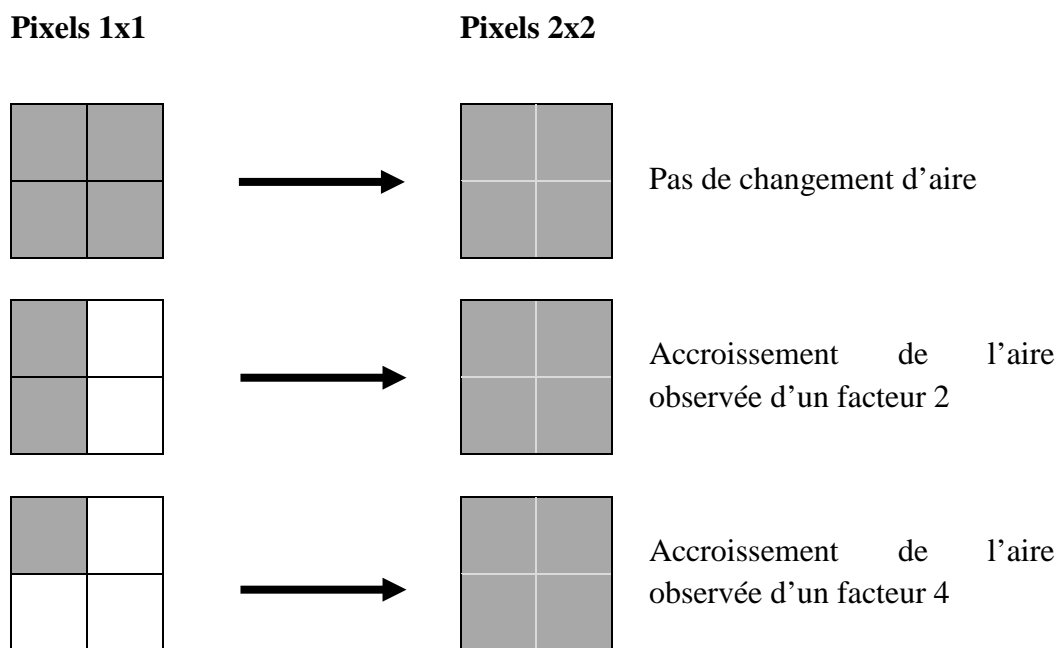 Pixels 1x1 Pixels 2x2
Pas de changement d’aire
Accroissement de l’aire
observée d’un facteur 2
Accroissement de l’aire
observée d’un facteur 4